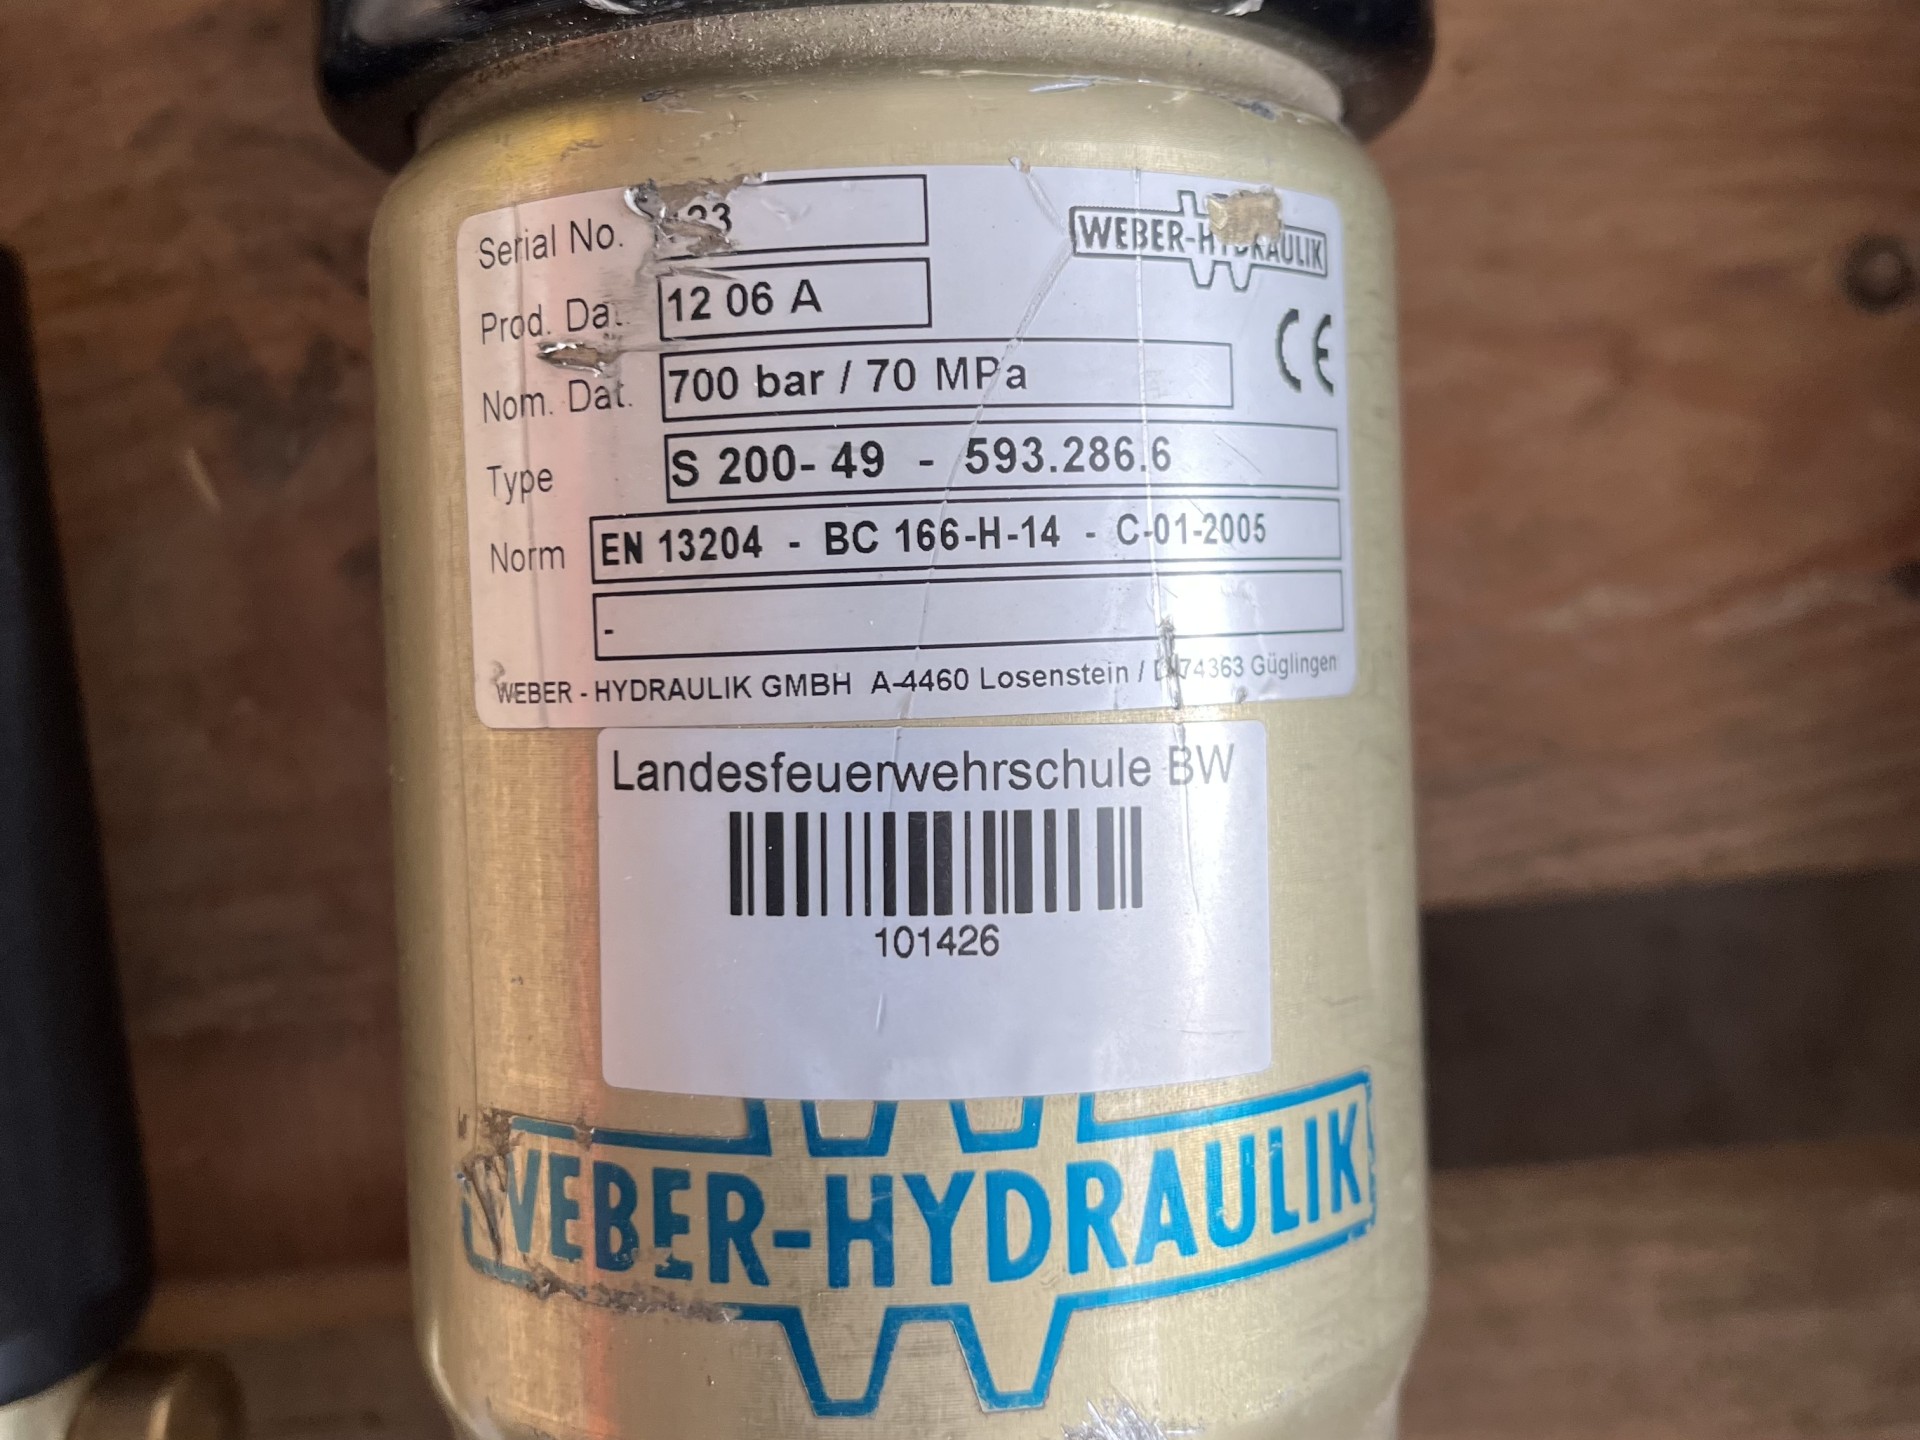 Serial No.
WEBER-HYDRAULIK
Prod. Da.
12 06 A
CE
Nom. Dat.
700 bar / 70 MPa
Type
S 200- 49 - 593.286.6
Norm
EN 13204 - BC 166-H-14 - C-01-2005
-
WEBER - HYDRAULIK GMBH A-4460 Losenstein / D-74363 Güglingen
Landesfeuerwehrschule BW
101426
WEBER-HYDRAULIK